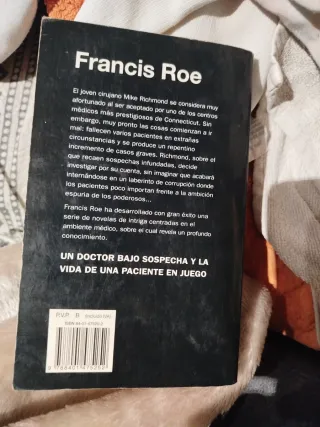 Francis Roe
El joven cirujano Mike Richmond se considera muy
afortunado al ser aceptado por uno de los centros
médicos más prestigiosos de Connecticut. Sin
embargo, muy pronto las cosas comienzan a ir
mal: fallecen varios pacientes en extrañas
circunstancias y se produce un repentino
incremento de casos graves. Richmond, sobre el
que recaen sospechas infundadas, decide
investigar por su cuenta, sin imaginar que acabará
internándose en un laberinto de corrupción donde
los pacientes poco importan frente a la ambición
espuria de los poderosos...
Francis Roe ha desarrollado con gran éxito una
serie de novelas de intriga centradas en el
ambiente médico, sobre el cual revela un profundo
conocimiento.
UN DOCTOR BAJO SOSPECHA Y LA
VIDA DE UNA PACIENTE EN JUEGO